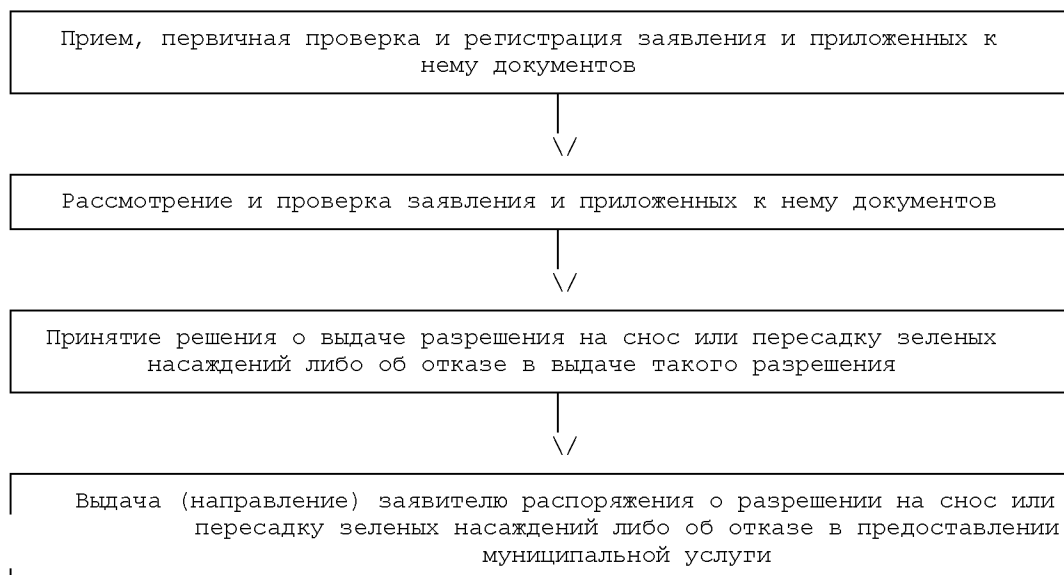 Прием, первичная проверка и регистрация заявления и приложенных к
нему документов
\/
Рассмотрение и проверка заявления и приложенных к нему документов
\/
Принятие решения о выдаче разрешения на снос или пересадку зеленых
насаждений либо об отказе в выдаче такого разрешения
\/
Выдача (направление) заявителю распоряжения о разрешении на снос или
пересадку зеленых насаждений либо об отказе в предоставлении
муниципальной услуги